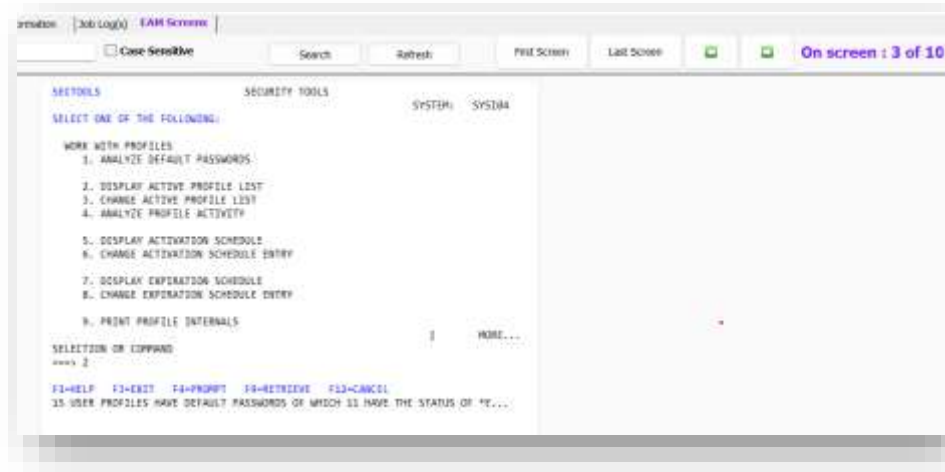 Job Log(s) EAM Screens
Case Sensitive Search Refresh First Screen Last Screen On screen : 3 of 10
SECTOOLS SECURITY TOOLS
SYSTEM: SYSID04
SELECT ONE OF THE FOLLOWING:
WORK WITH PROFILES
1. ANALYZE DEFAULT PASSWORDS
2. DISPLAY ACTIVE PROFILE LIST
3. CHANGE ACTIVE PROFILE LIST
4. ANALYZE PROFILE ACTIVITY
5. DISPLAY ACTIVATION SCHEDULE
6. CHANGE ACTIVATION SCHEDULE ENTRY
7. DISPLAY EXPIRATION SCHEDULE
8. CHANGE EXPIRATION SCHEDULE ENTRY
9. PRINT PROFILE INTERNALS
MORE...
SELECTION OR COMMAND
===> 2
F1=HELP F3=EXIT F4=PROMPT F9=RETRIEVE F12=CANCEL
15 USER PROFILES HAVE DEFAULT PASSWORDS OF WHICH 11 HAVE THE STATUS OF *E...